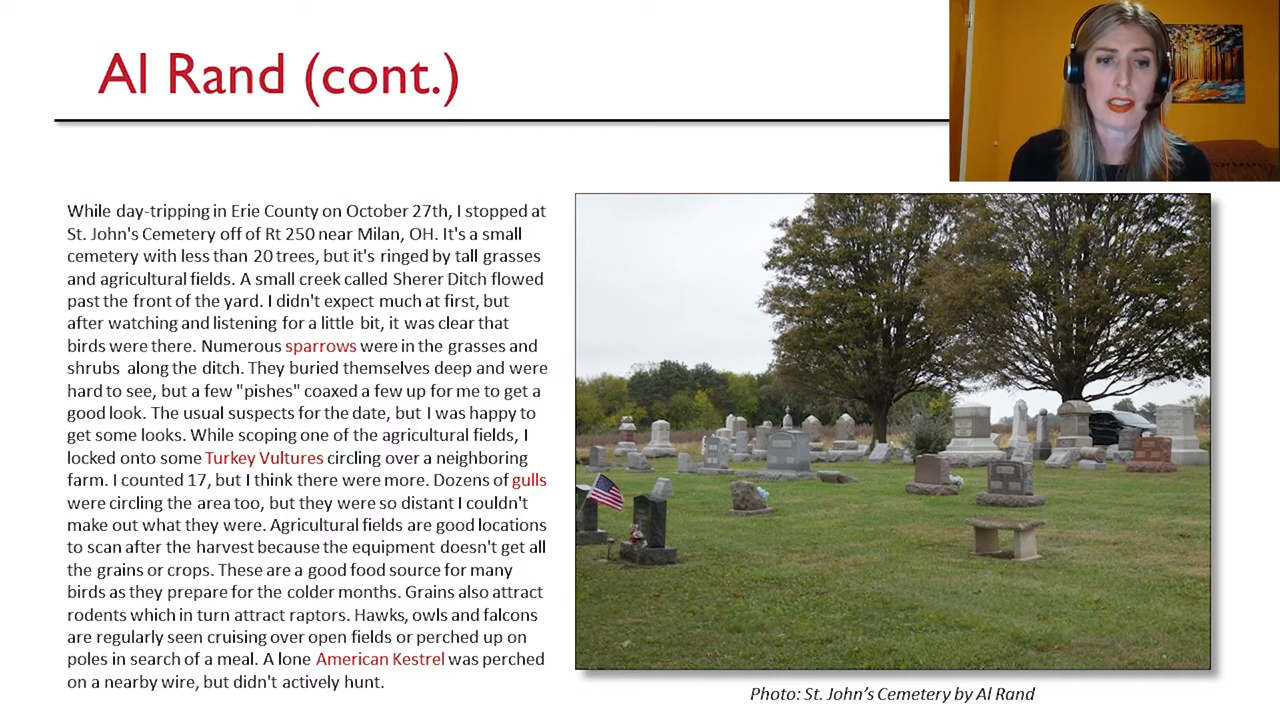 Al Rand (cont.)
While day-tripping in Erie County on October 27th, I stopped at
St. John's Cemetery off of Rt 250 near Milan, OH. It's a small
cemetery with less than 20 trees, but it's ringed by tall grasses
and agricultural fields. A small creek called Sherer Ditch flowed
past the front of the yard. I didn't expect much at first, but
after watching and listening for a little bit, it was clear that
birds were there. Numerous sparrows were in the grasses and
shrubs along the ditch. They buried themselves deep and were
hard to see, but a few "pishes" coaxed a few up for me to get a
good look. The usual suspects for the date, but I was happy to
get some looks. While scoping one of the agricultural fields, I
locked onto some Turkey Vultures circling over a neighboring
farm. I counted 17, but I think there were more. Dozens of gulls
were circling the area too, but they were so distant I couldn't
make out what they were. Agricultural fields are good locations
to scan after the harvest because the equipment doesn't get all
the grains or crops. These are a good food source for many
birds as they prepare for the colder months. Grains also attract
rodents which in turn attract raptors. Hawks, owls and falcons
are regularly seen cruising over open fields or perched up on
poles in search of a meal. A lone American Kestrel was perched
on a nearby wire, but didn't actively hunt.
Photo: St. John’s Cemetery by Al Rand